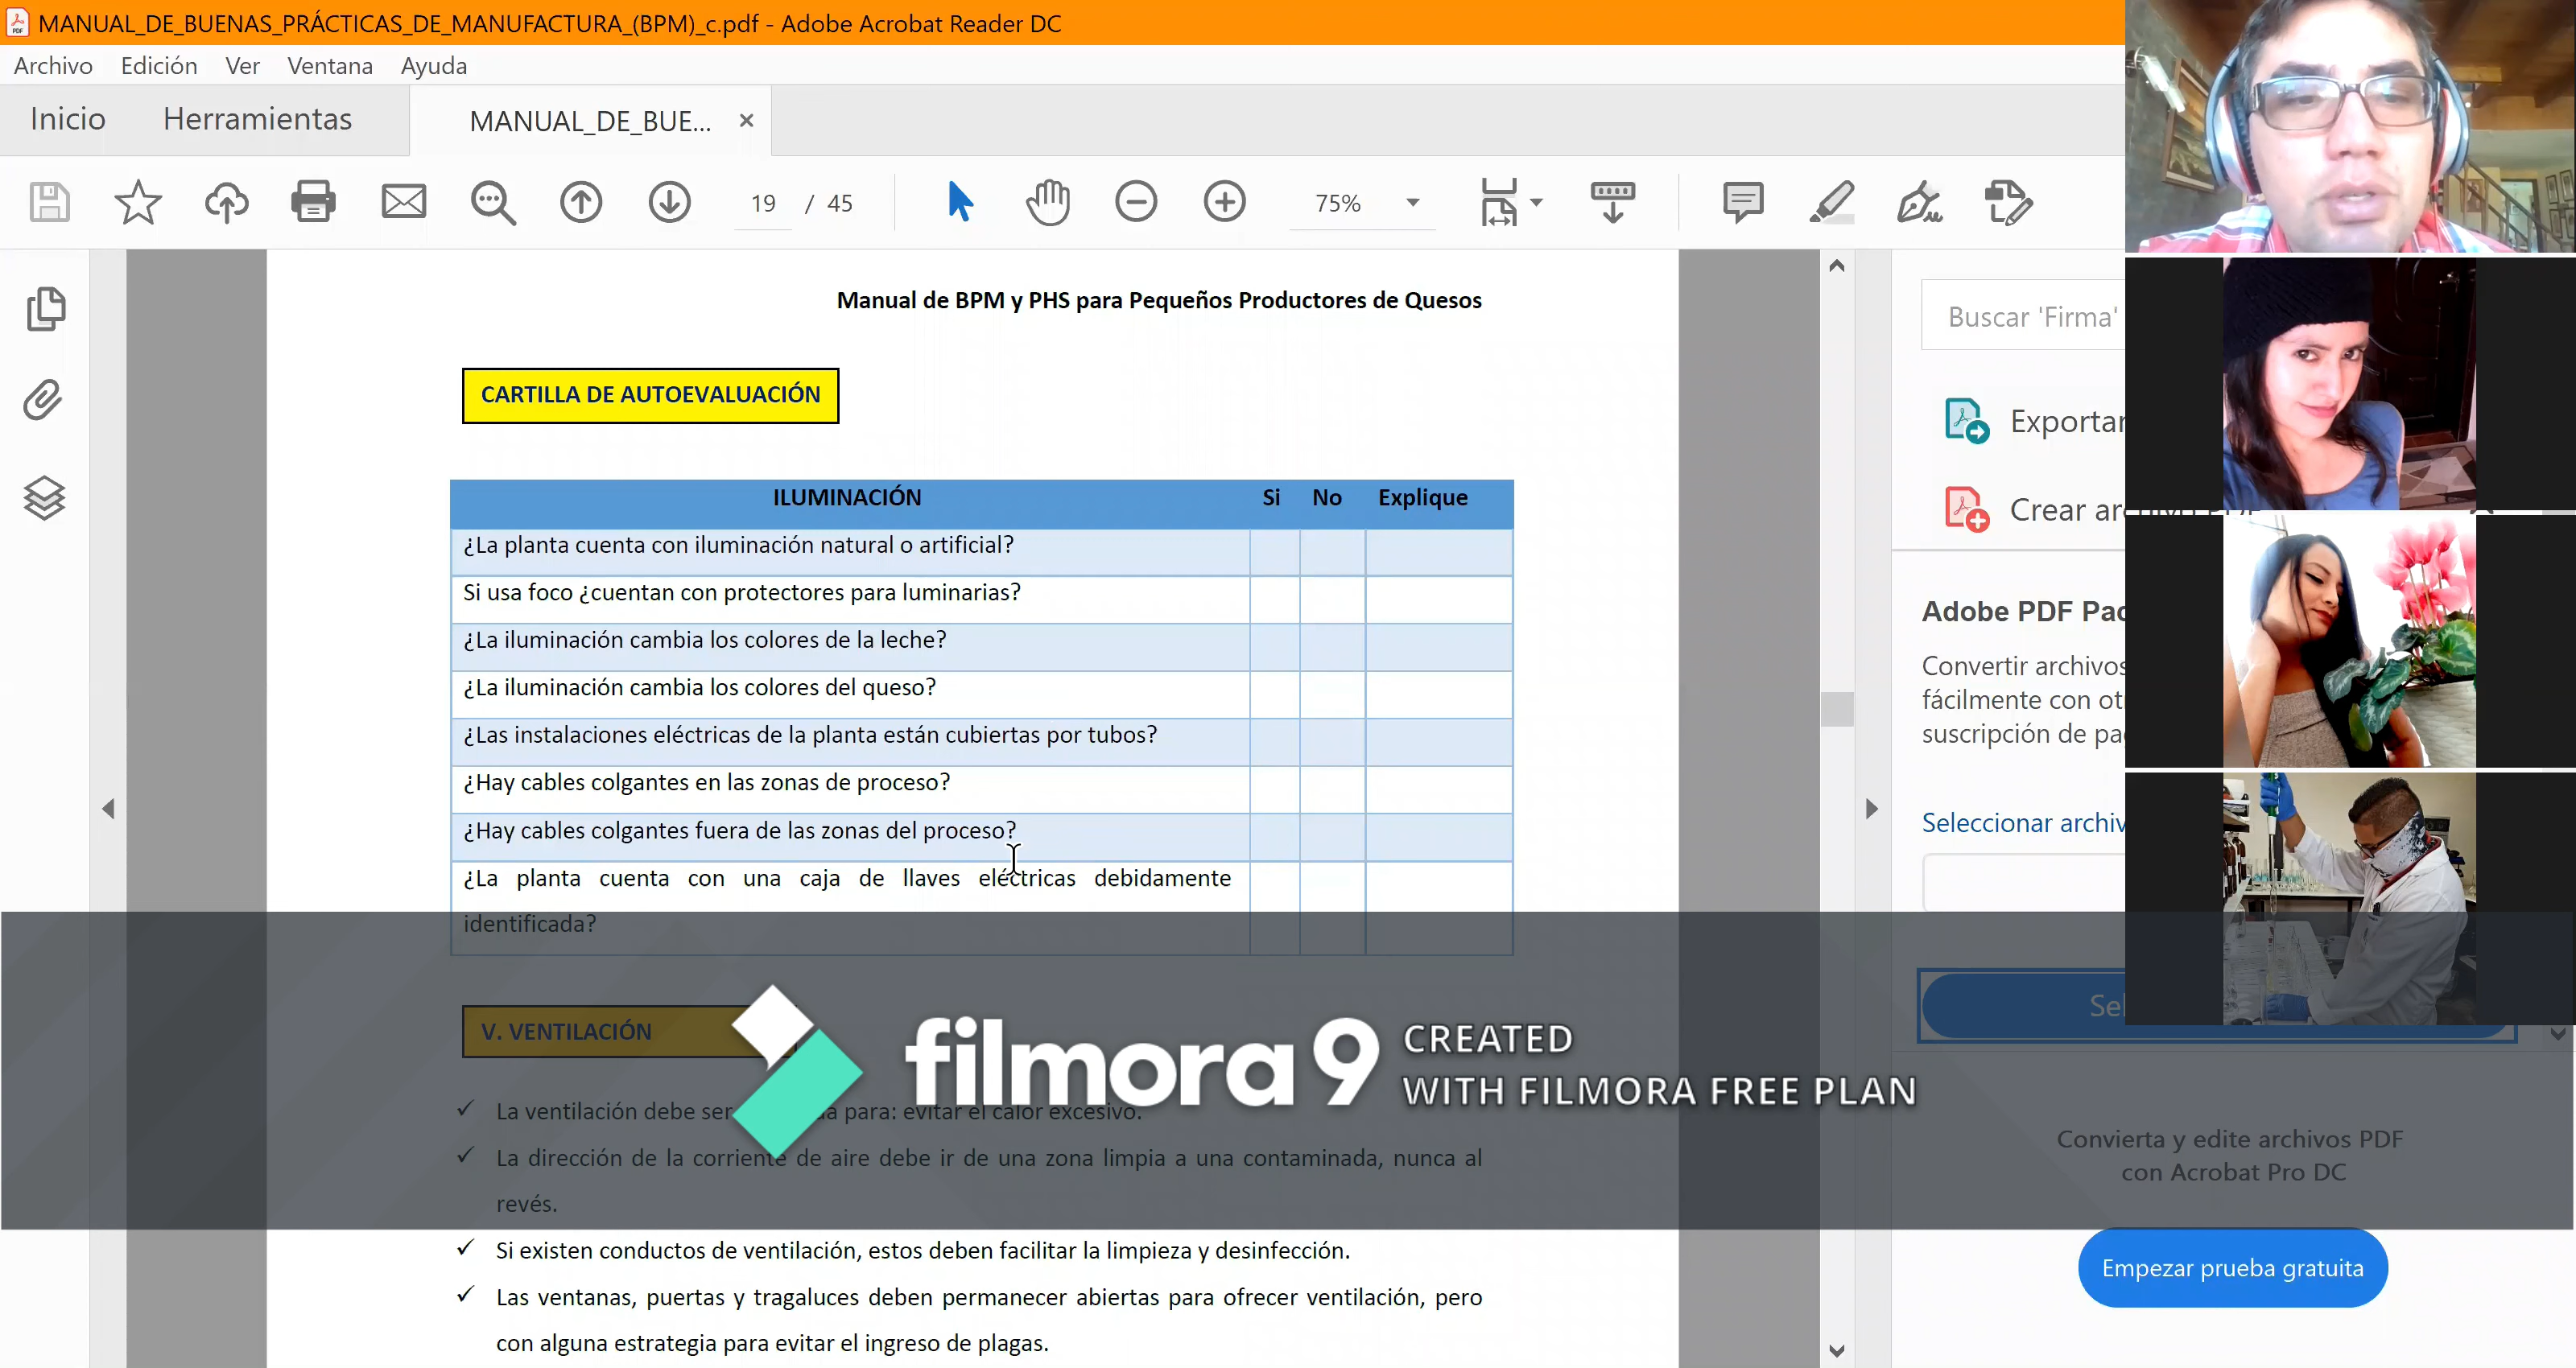 MANUAL_DE_BUENAS_PRÁCTICAS_DE_MANUFACTURA_(BPM)_c.pdf - Adobe Acrobat Reader DC
Archivo Edición Ver Ventana Ayuda
Inicio Herramientas MANUAL_DE_BUE...
19 / 45 75%
Manual de BPM y PHS para Pequeños Productores de Quesos
CARTILLA DE AUTOEVALUACIÓN
ILUMINACIÓN Si No Explique
¿La planta cuenta con iluminación natural o artificial?
Si usa foco ¿cuentan con protectores para luminarias?
¿La iluminación cambia los colores de la leche?
¿La iluminación cambia los colores del queso?
¿Las instalaciones eléctricas de la planta están cubiertas por tubos?
¿Hay cables colgantes en las zonas de proceso?
¿Hay cables colgantes fuera de las zonas del proceso?
¿La planta cuenta con una caja de llaves eléctricas debidamente
identificada?
V. VENTILACIÓN
La ventilación debe ser para: evitar el calor excesivo.
La dirección de la corriente de aire debe ir de una zona limpia a una contaminada, nunca al
revés.
Si existen conductos de ventilación, estos deben facilitar la limpieza y desinfección.
Las ventanas, puertas y tragaluces deben permanecer abiertas para ofrecer ventilación, pero
con alguna estrategia para evitar el ingreso de plagas.
filmora9 CREATED
WITH FILMORA FREE PLAN
Buscar 'Firma'
Exportar
Crear
Adobe PDF
Convertir archivos
fácilmente con
suscripción de
Seleccionar
Convierta y edite archivos PDF
con Acrobat Pro DC
Empezar prueba gratuita